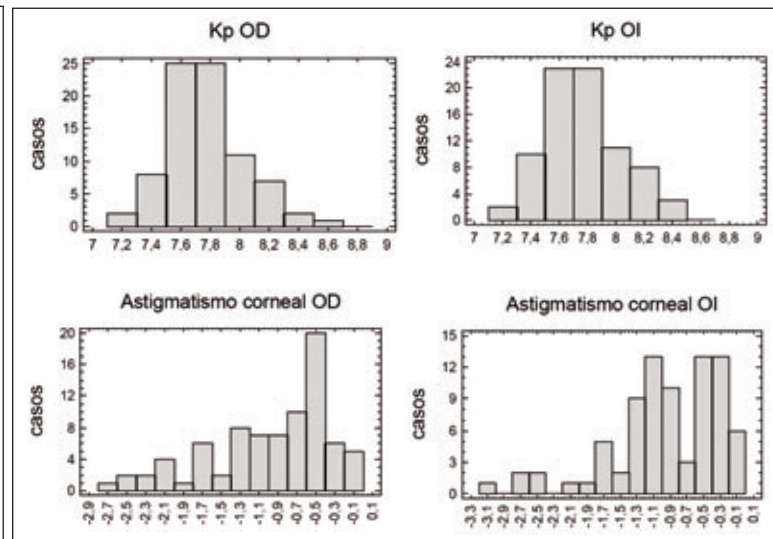 Kp OD
casos
25
20
15
10
5
0
7 7,2 7,4 7,6 7,8 8 8,2 8,4 8,6 8,8 9
Kp OI
casos
24
20
16
12
8
4
0
7 7,2 7,4 7,6 7,8 8 8,2 8,4 8,6 8,8 9
Astigmatismo corneal OD
casos
20
16
12
8
4
0
-2,9 -2,7 -2,5 -2,3 -2,1 -1,9 -1,7 -1,5 -1,3 -1,1 -0,9 -0,7 -0,5 -0,3 -0,1 0,1
Astigmatismo corneal OI
casos
15
12
9
6
3
0
-3,3 -3,1 -2,9 -2,7 -2,5 -2,3 -2,1 -1,9 -1,7 -1,5 -1,3 -1,1 -0,9 -0,7 -0,5 -0,3 -0,1 0,1